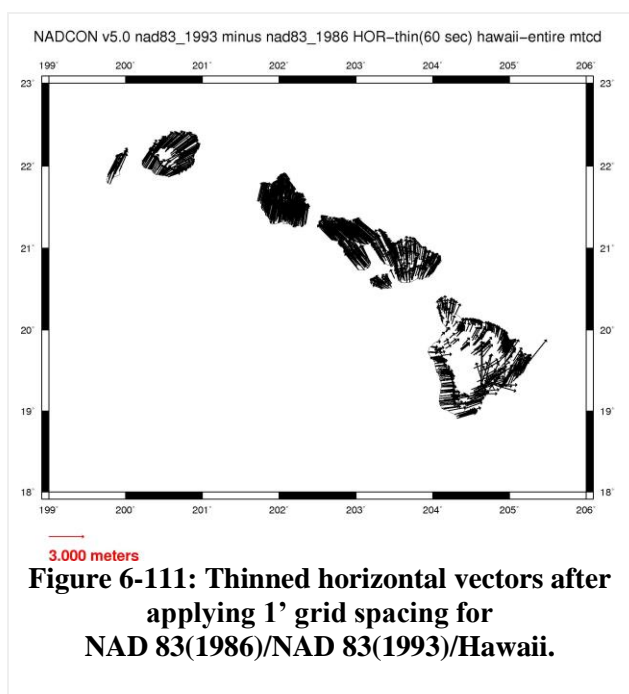 NADCON v5.0 nad83_1993 minus nad83_1986 HOR−thin(60 sec) hawaii−entire mtcd
199˚ 200˚ 201˚ 202˚ 203˚ 204˚ 205˚ 206˚
23˚ 23˚
22˚ 22˚
21˚ 21˚
20˚ 20˚
19˚ 19˚
18˚ 18˚
199˚ 200˚ 201˚ 202˚ 203˚ 204˚ 205˚ 206˚
3.000 meters
Figure 6-111: Thinned horizontal vectors after
applying 1’ grid spacing for
NAD 83(1986)/NAD 83(1993)/Hawaii.